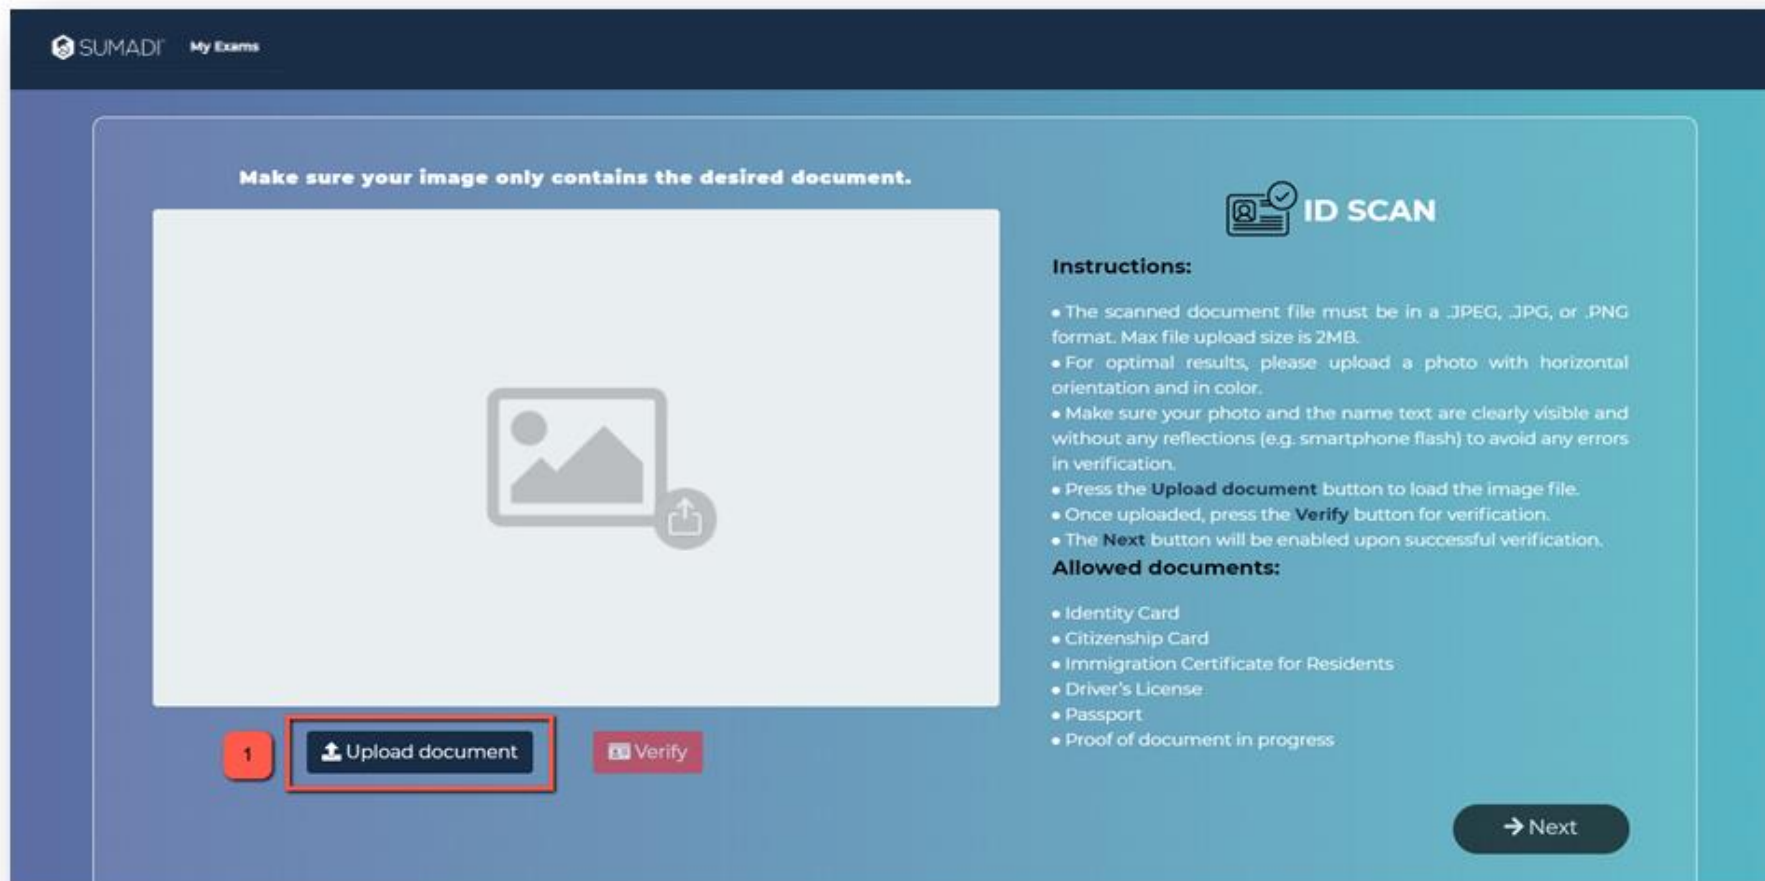 SUMADI My Exams
Make sure your image only contains the desired document.
ID SCAN
Instructions:
• The scanned document file must be in a .JPEG, .JPG, or .PNG
format. Max file upload size is 2MB.
• For optimal results, please upload a photo with horizontal
orientation and in color.
• Make sure your photo and the name text are clearly visible and
without any reflections (e.g. smartphone flash) to avoid any errors
in verification.
• Press the Upload document button to load the image file.
• Once uploaded, press the Verify button for verification.
• The Next button will be enabled upon successful verification.
Allowed documents:
• Identity Card
• Citizenship Card
• Immigration Certificate for Residents
• Driver's License
• Passport
• Proof of document in progress
1 Upload document Verify
Next